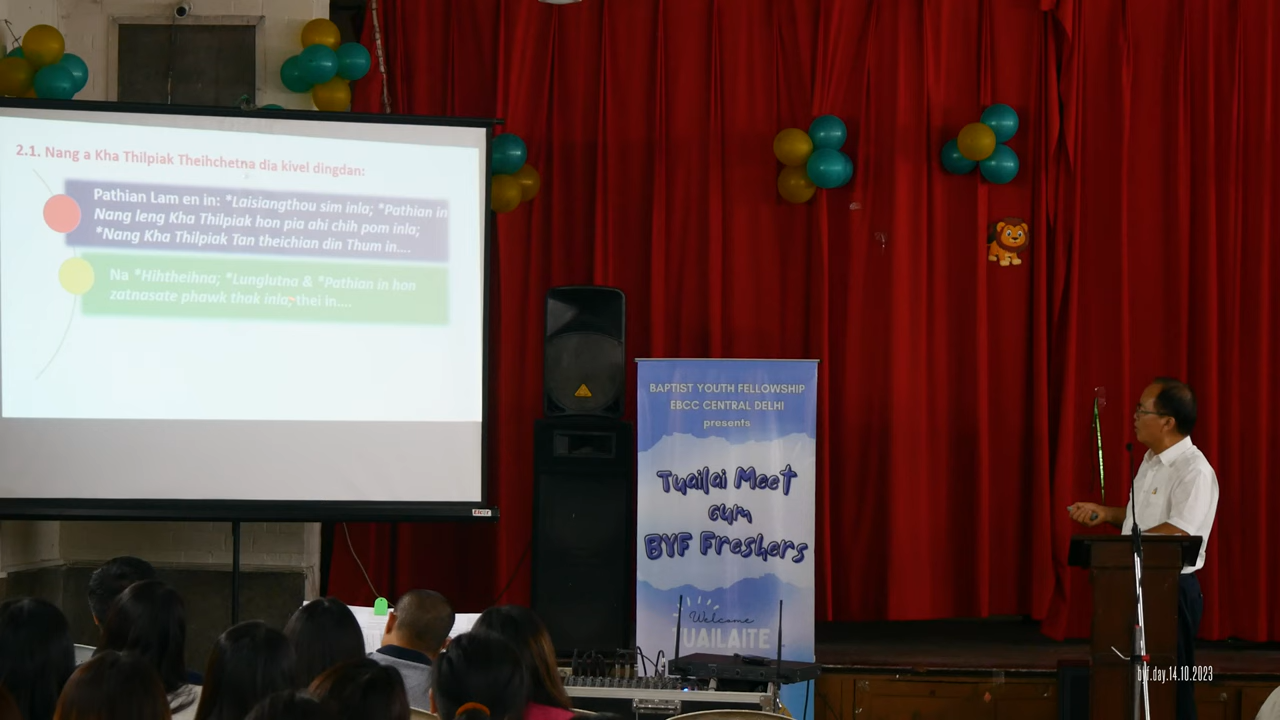 2.1. Nang a Kha Thilpiak Theihchetna dia kivel dingdan:
Pathian Lam en in: *Laisiangthou sim inla; *Pathian in
Nang leng Kha Thilpiak hon pia ahi chih pom inla;
*Nang Kha Thilpiak Tan theichian din Thum in....
Na *Hihtheihna; *Lunglutna & *Pathian in hon
zatnasate phawk thak inla; thei in....
BAPTIST YOUTH FELLOWSHIP
EBCC CENTRAL DELHI
presents
Tuailai Meet
cum
BYF Freshers
Welcome
TUAILAITE
byf.day.14.10.2023